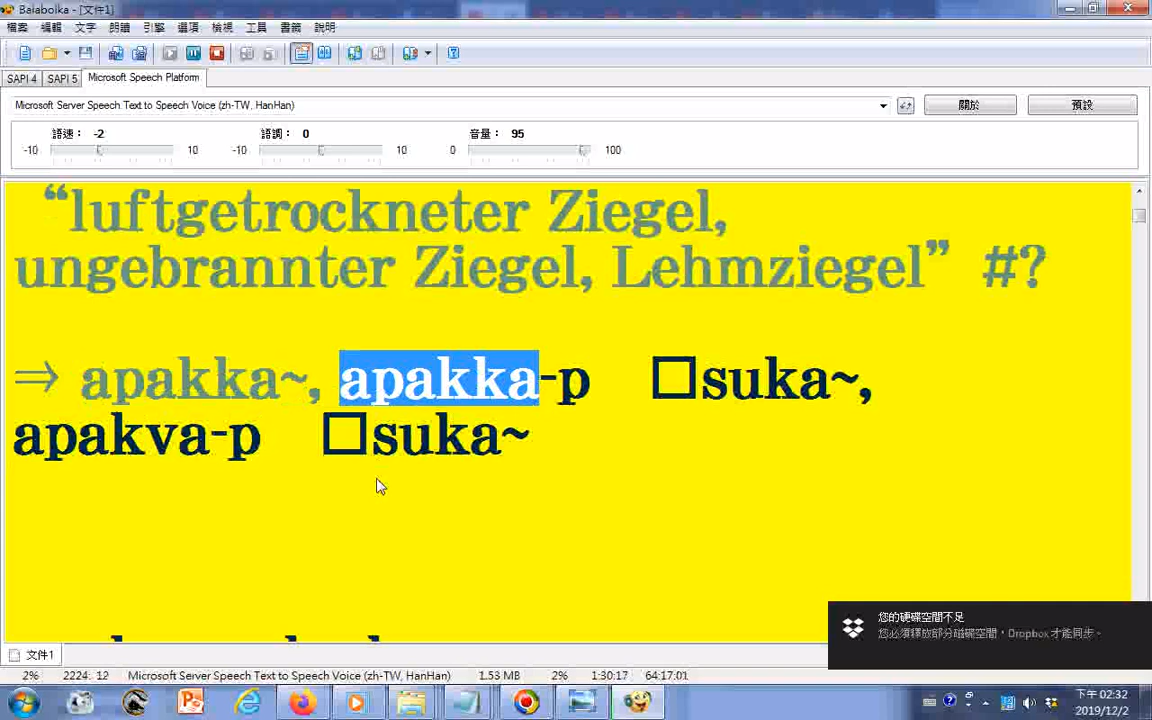 Balabolka - [文件1]
檔案 編輯 文字 朗讀 引擎 選項 檢視 工具 書籤 說明
SAPI 4 SAPI 5 Microsoft Speech Platform
Microsoft Server Speech Text to Speech Voice (zh-TW, HanHan) 關於 預設
語速: -2 語調: 0 音量: 95
-10 10 -10 10 0 100
“luftgetrockneter Ziegel,
ungebrannter Ziegel, Lehmziegel” #?
⇒ apakka~, apakka-p □suka~,
apakva-p □suka~
您的硬碟空間不足
您必須釋放部分磁碟空間,Dropbox 才能同步。
文件1
2% 2224: 12 Microsoft Server Speech Text to Speech Voice (zh-TW, HanHan) 1.53 MB 2% 1:30:17 64:17:01
下午 02:32
2019/12/2